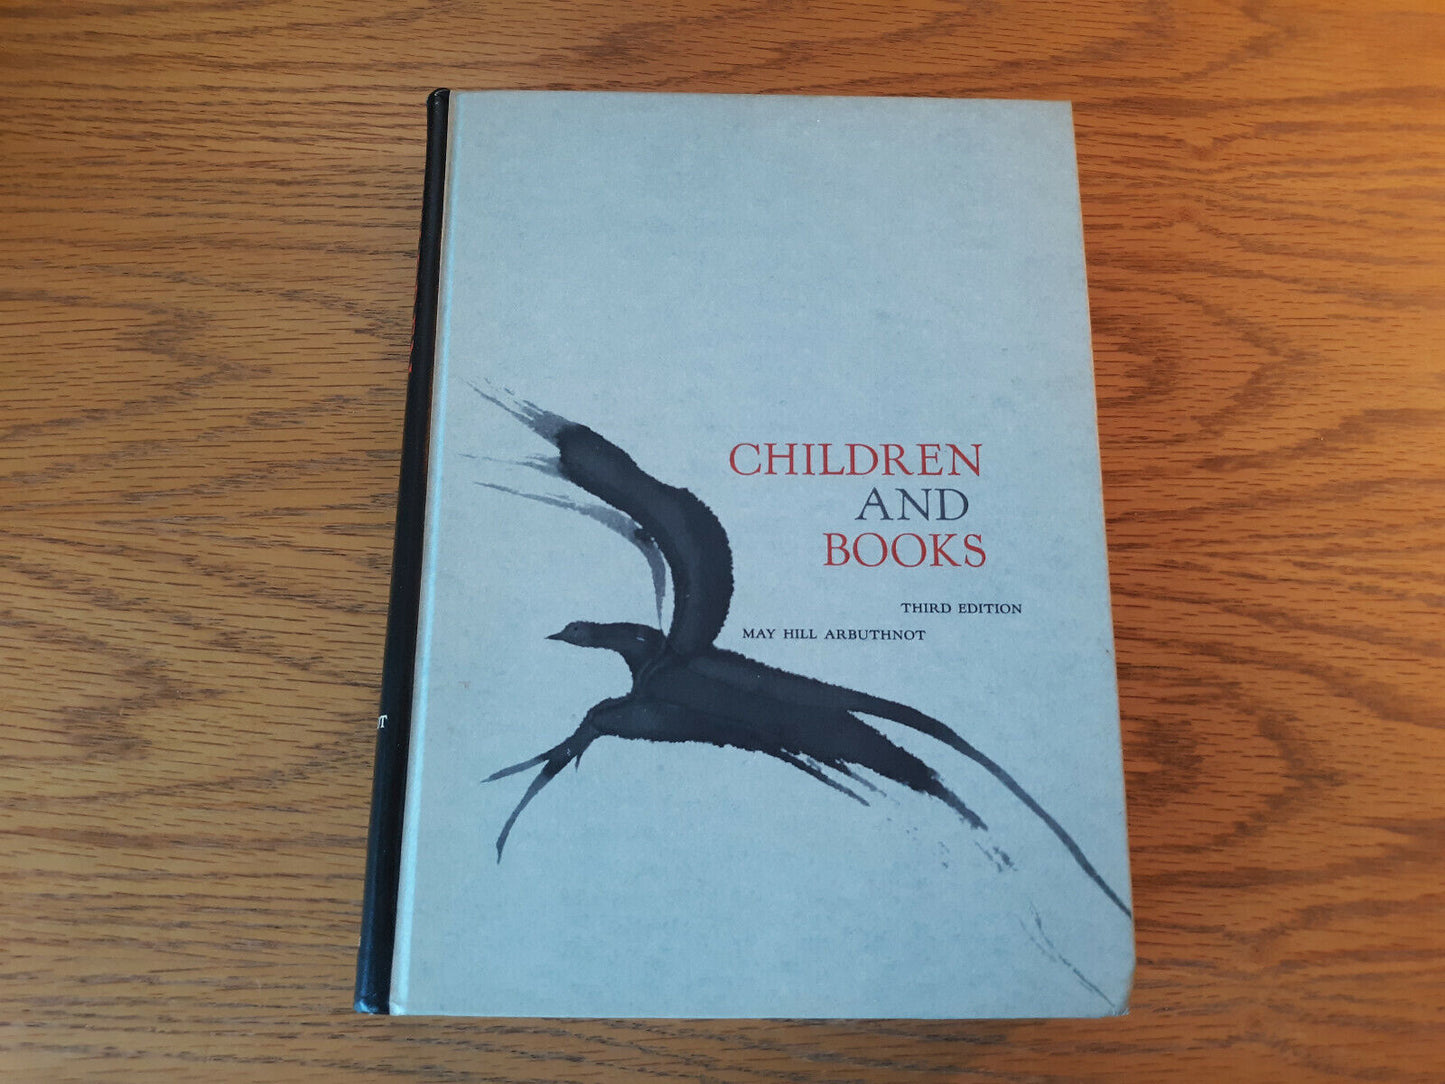 CHILDREN
AND
BOOKS
THIRD EDITION
MAY HILL ARBUTHNOT